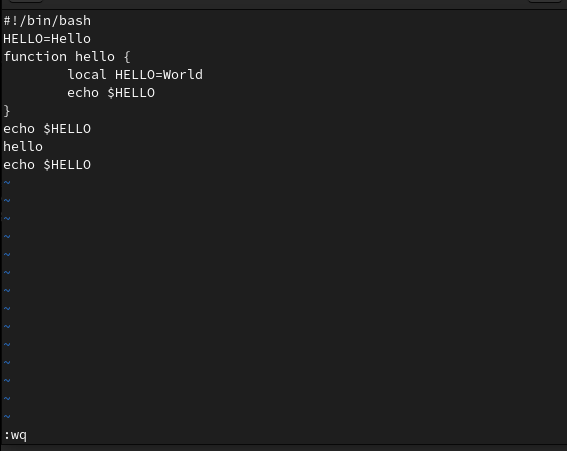 #!/bin/bash
HELLO=Hello
function hello {
        local HELLO=World
        echo $HELLO
}
echo $HELLO
hello
echo $HELLO
~
~
~
~
~
~
~
~
~
~
~
~
~
~
:wq